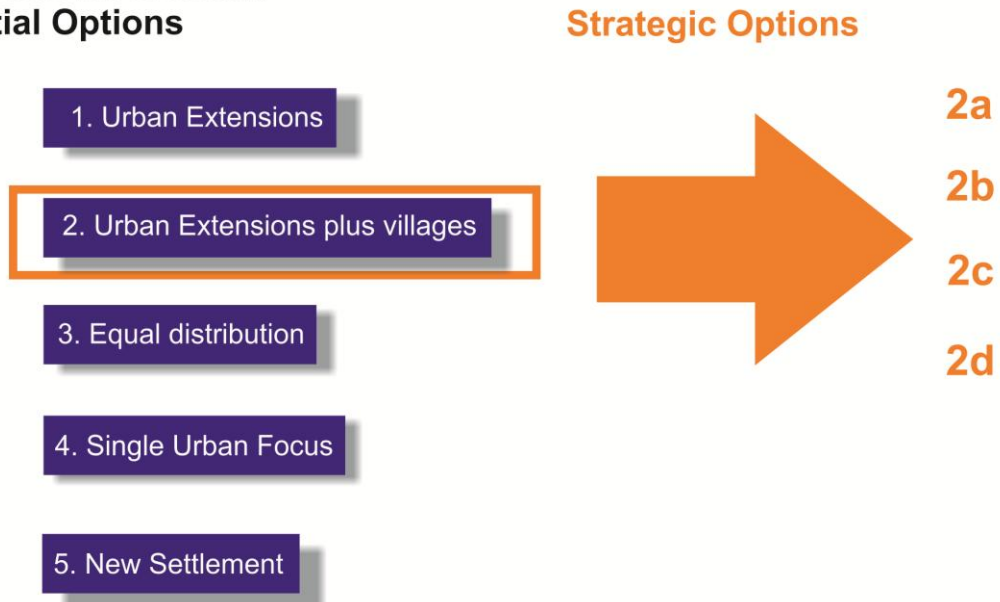 Options
Strategic Options
1. Urban Extensions
2. Urban Extensions plus villages
3. Equal distribution
4. Single Urban Focus
5. New Settlement
2a
2b
2c
2d